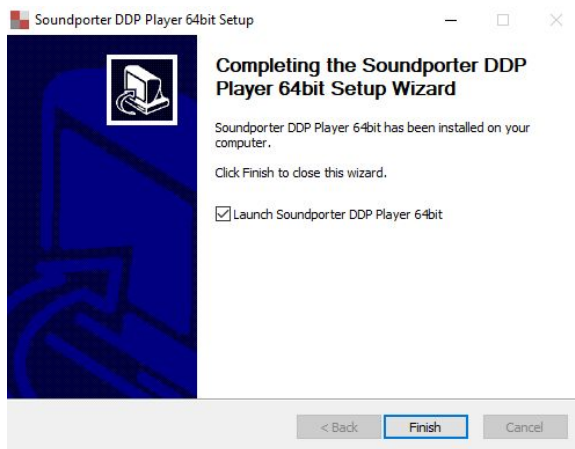 Soundporter DDP Player 64bit Setup
Completing the Soundporter DDP
Player 64bit Setup Wizard
Soundporter DDP Player 64bit has been installed on your
computer.
Click Finish to close this wizard.
Launch Soundporter DDP Player 64bit
< Back Finish Cancel